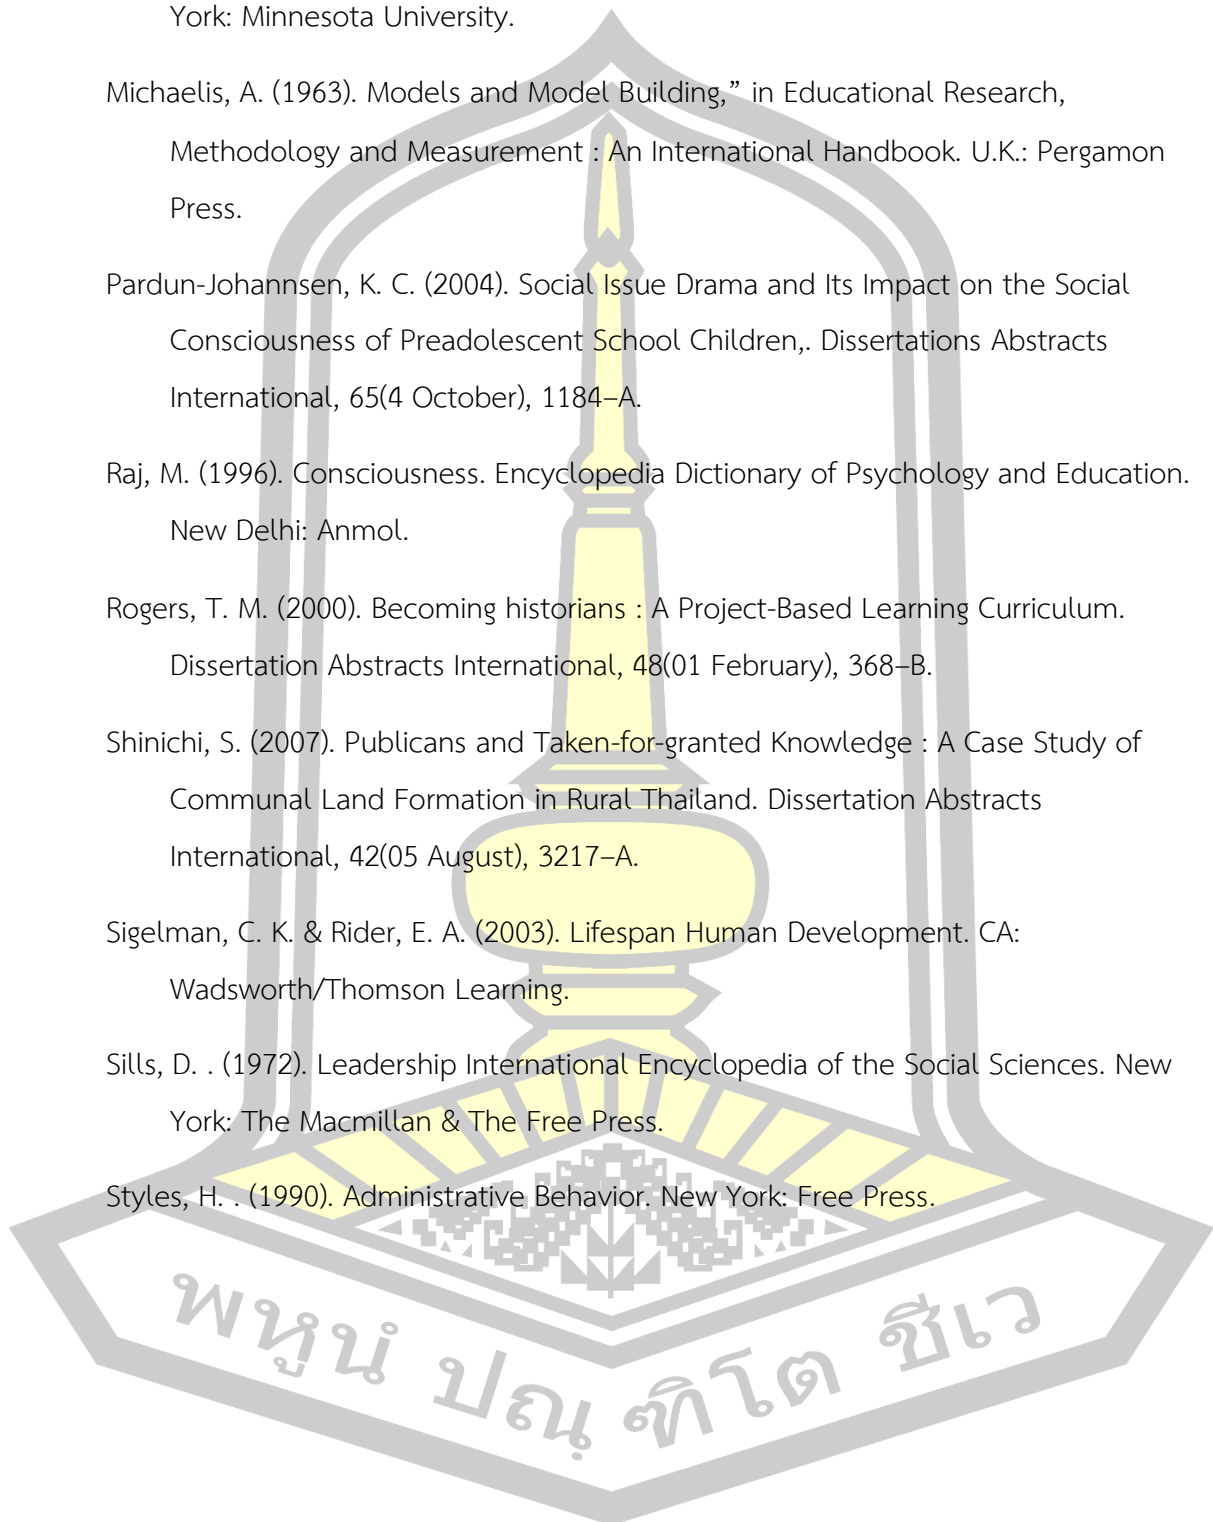 York: Minnesota University.
Michaelis, A. (1963). Models and Model Building,” in Educational Research,
Methodology and Measurement : An International Handbook. U.K.: Pergamon
Press.
Pardun-Johannsen, K. C. (2004). Social Issue Drama and Its Impact on the Social
Consciousness of Preadolescent School Children,. Dissertations Abstracts
International, 65(4 October), 1184–A.
Raj, M. (1996). Consciousness. Encyclopedia Dictionary of Psychology and Education.
New Delhi: Anmol.
Rogers, T. M. (2000). Becoming historians : A Project-Based Learning Curriculum.
Dissertation Abstracts International, 48(01 February), 368–B.
Shinichi, S. (2007). Publicans and Taken-for-granted Knowledge : A Case Study of
Communal Land Formation in Rural Thailand. Dissertation Abstracts
International, 42(05 August), 3217–A.
Sigelman, C. K. & Rider, E. A. (2003). Lifespan Human Development. CA:
Wadsworth/Thomson Learning.
Sills, D. . (1972). Leadership International Encyclopedia of the Social Sciences. New
York: The Macmillan & The Free Press.
Styles, H. . (1990). Administrative Behavior. New York: Free Press.
พหูนํ ปณฺฑิโต ชีเว